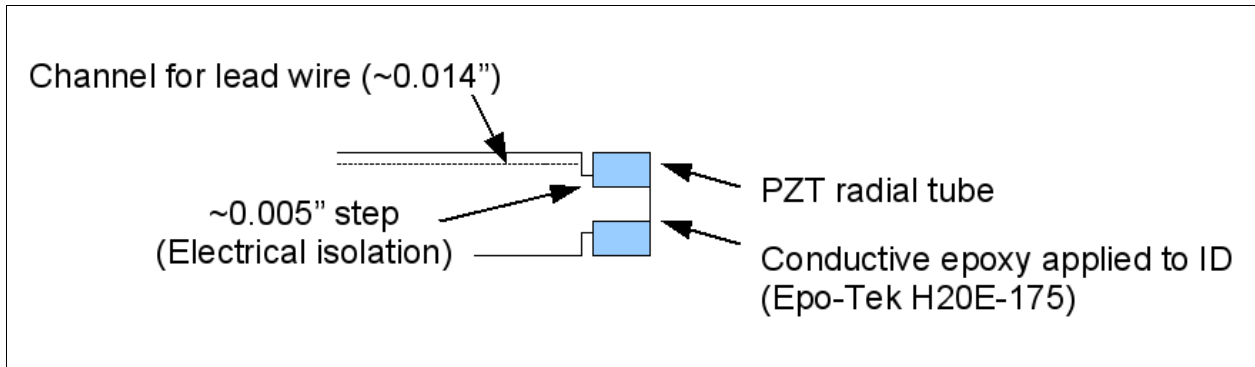 Channel for lead wire (~0.014”)
~0.005” step
(Electrical isolation)
PZT radial tube
Conductive epoxy applied to ID
(Epo-Tek H20E-175)